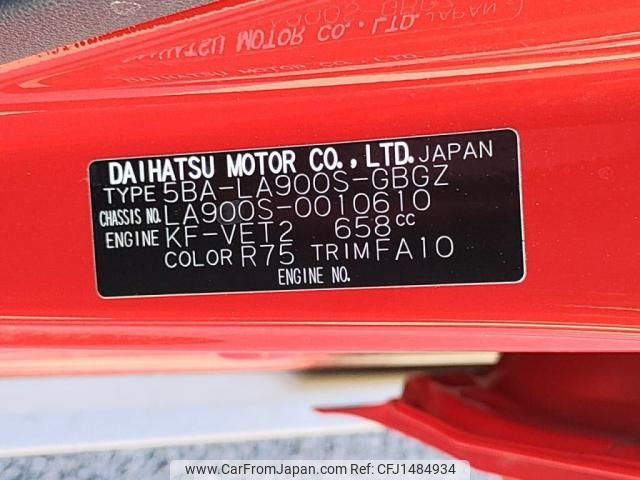 DAIHATSU MOTOR CO., LTD. JAPAN
TYPE 5BA-LA900S-GBGZ
CHASSIS NO. LA900S-0010610
ENGINE KF-VET2 658cc
COLOR R75 TRIM FA10
ENGINE NO.
www.CarFromJapan.com ID:CFJ1484934